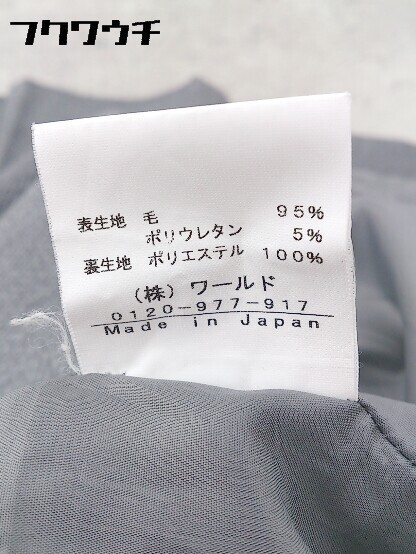 フクワウチ
表生地 毛 95%
ポリウレタン 5%
裏生地 ポリエステル 100%
(株) ワールド
0120-977-917
Made in Japan